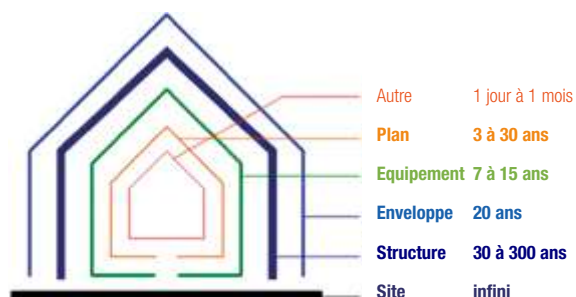 Autre 1 jour à 1 mois
Plan 3 à 30 ans
Equipement 7 à 15 ans
Enveloppe 20 ans
Structure 30 à 300 ans
Site infini